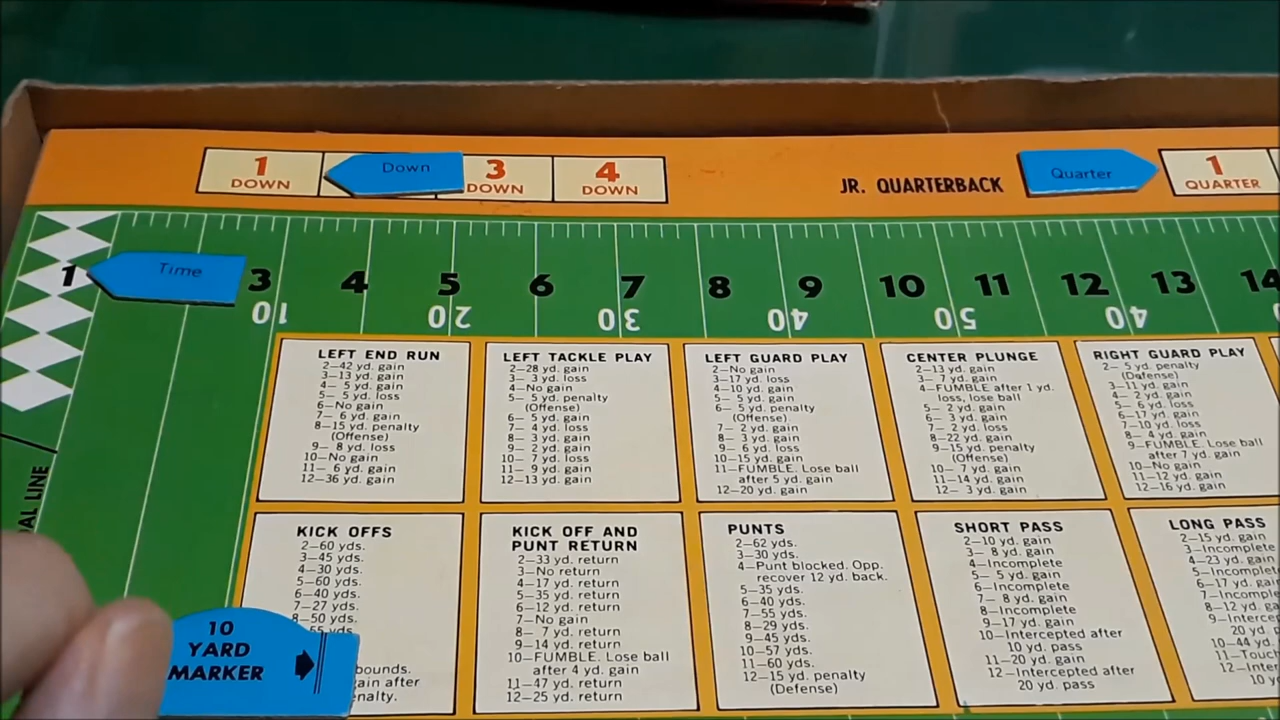 1 DOWN
Down
3 DOWN
4 DOWN
JR. QUARTERBACK
Quarter
1 QUARTER
1
Time
3 4 5 6 7 8 9 10 11 12 13 14
10 20 30 40 50 40
LEFT END RUN
2—42 yd. gain
3—13 yd. gain
4— 5 yd. gain
5— 5 yd. loss
6—No gain
7— 6 yd. gain
8—15 yd. penalty
(Offense)
9— 8 yd. loss
10—No gain
11— 6 yd. gain
12—36 yd. gain
LEFT TACKLE PLAY
2—28 yd. gain
3— 3 yd. loss
4—No gain
5— 5 yd. penalty
(Offense)
6— 5 yd. gain
7— 4 yd. loss
8— 3 yd. gain
9— 2 yd. gain
10— 7 yd. loss
11— 9 yd. gain
12—13 yd. gain
LEFT GUARD PLAY
2—No gain
3—17 yd. loss
4—10 yd. gain
5— 5 yd. gain
6— 5 yd. penalty
(Offense)
7— 2 yd. gain
8— 3 yd. gain
9— 6 yd. loss
10—15 yd. gain
11—FUMBLE. Lose ball
after 5 yd. gain
12—20 yd. gain
CENTER PLUNGE
2—13 yd. gain
3— 7 yd. gain
4—FUMBLE after 1 yd.
loss, lose ball
5— 2 yd. gain
6— 3 yd. gain
7— 2 yd. loss
8—22 yd. gain
9—15 yd. penalty
(Offense)
10— 7 yd. gain
11—14 yd. gain
12— 3 yd. gain
RIGHT GUARD PLAY
2— 5 yd. penalty
(Defense)
3—11 yd. gain
4— 2 yd. gain
5— 6 yd. loss
6—17 yd. gain
7—10 yd. loss
8— 4 yd. gain
9—FUMBLE. Lose ball
after 7 yd. gain
10—No gain
11—12 yd. gain
12—16 yd. gain
LINE
KICK OFFS
2—60 yds.
3—45 yds.
4—30 yds.
5—60 yds.
6—40 yds.
7—27 yds.
8—50 yds.
yds.
10 YARD MARKER
KICK OFF AND
PUNT RETURN
2—33 yd. return
3—No return
4—17 yd. return
5—35 yd. return
6—12 yd. return
7—No gain
8— 7 yd. return
9—14 yd. return
10—FUMBLE. Lose ball
after 4 yd. gain
11—47 yd. return
12—25 yd. return
PUNTS
2—62 yds.
3—30 yds.
4—Punt blocked. Opp.
recover 12 yd. back.
5—35 yds.
6—40 yds.
7—55 yds.
8—29 yds.
9—45 yds.
10—57 yds.
11—60 yds.
12—15 yd. penalty
(Defense)
SHORT PASS
2—10 yd. gain
3— 8 yd. gain
4—Incomplete
5— 5 yd. gain
6—Incomplete
7— 8 yd. gain
8—Incomplete
9—17 yd. gain
10—Intercepted after
10 yd. pass
11—20 yd. gain
12—Intercepted after
20 yd. pass
LONG PASS
2—15 yd. gain
3—Incomplete
4—23 yd. gain
5—Incomplete
6—17 yd.
7—
8—12 yd.
9—
20
10—44
11—
12—
10